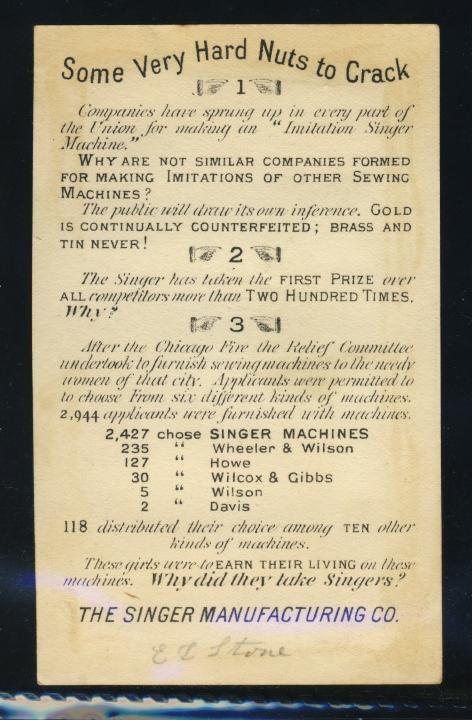 Some Very Hard Nuts to Crack
1
Companies have sprung up in every part of
the Union for making an "Imitation Singer
Machine."
WHY ARE NOT SIMILAR COMPANIES FORMED
FOR MAKING IMITATIONS OF OTHER SEWING
MACHINES?
The public will draw its own inference. GOLD
IS CONTINUALLY COUNTERFEITED; BRASS AND
TIN NEVER!
2
The Singer has taken the FIRST PRIZE over
ALL competitors more than TWO HUNDRED TIMES.
Why?
3
After the Chicago Fire the Relief Committee
undertook to furnish sewing machines to the needy
women of that city. Applicants were permitted to
to choose From six different kinds of machines.
2,944 applicants were furnished with machines.
2,427 chose SINGER MACHINES
235 " Wheeler & Wilson
127 " Howe
30 " Wilcox & Gibbs
5 " Wilson
2 " Davis
118 distributed their choice among TEN other
kinds of machines.
These girls were to EARN THEIR LIVING on these
machines. Why did they take Singers?
THE SINGER MANUFACTURING CO.
E L Stone